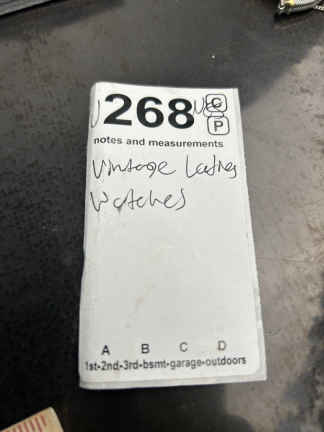 268
C
P
notes and measurements
Vintage Ladies
Watches
A B C D
1st-2nd-3rd-bsmt-garage-outdoors